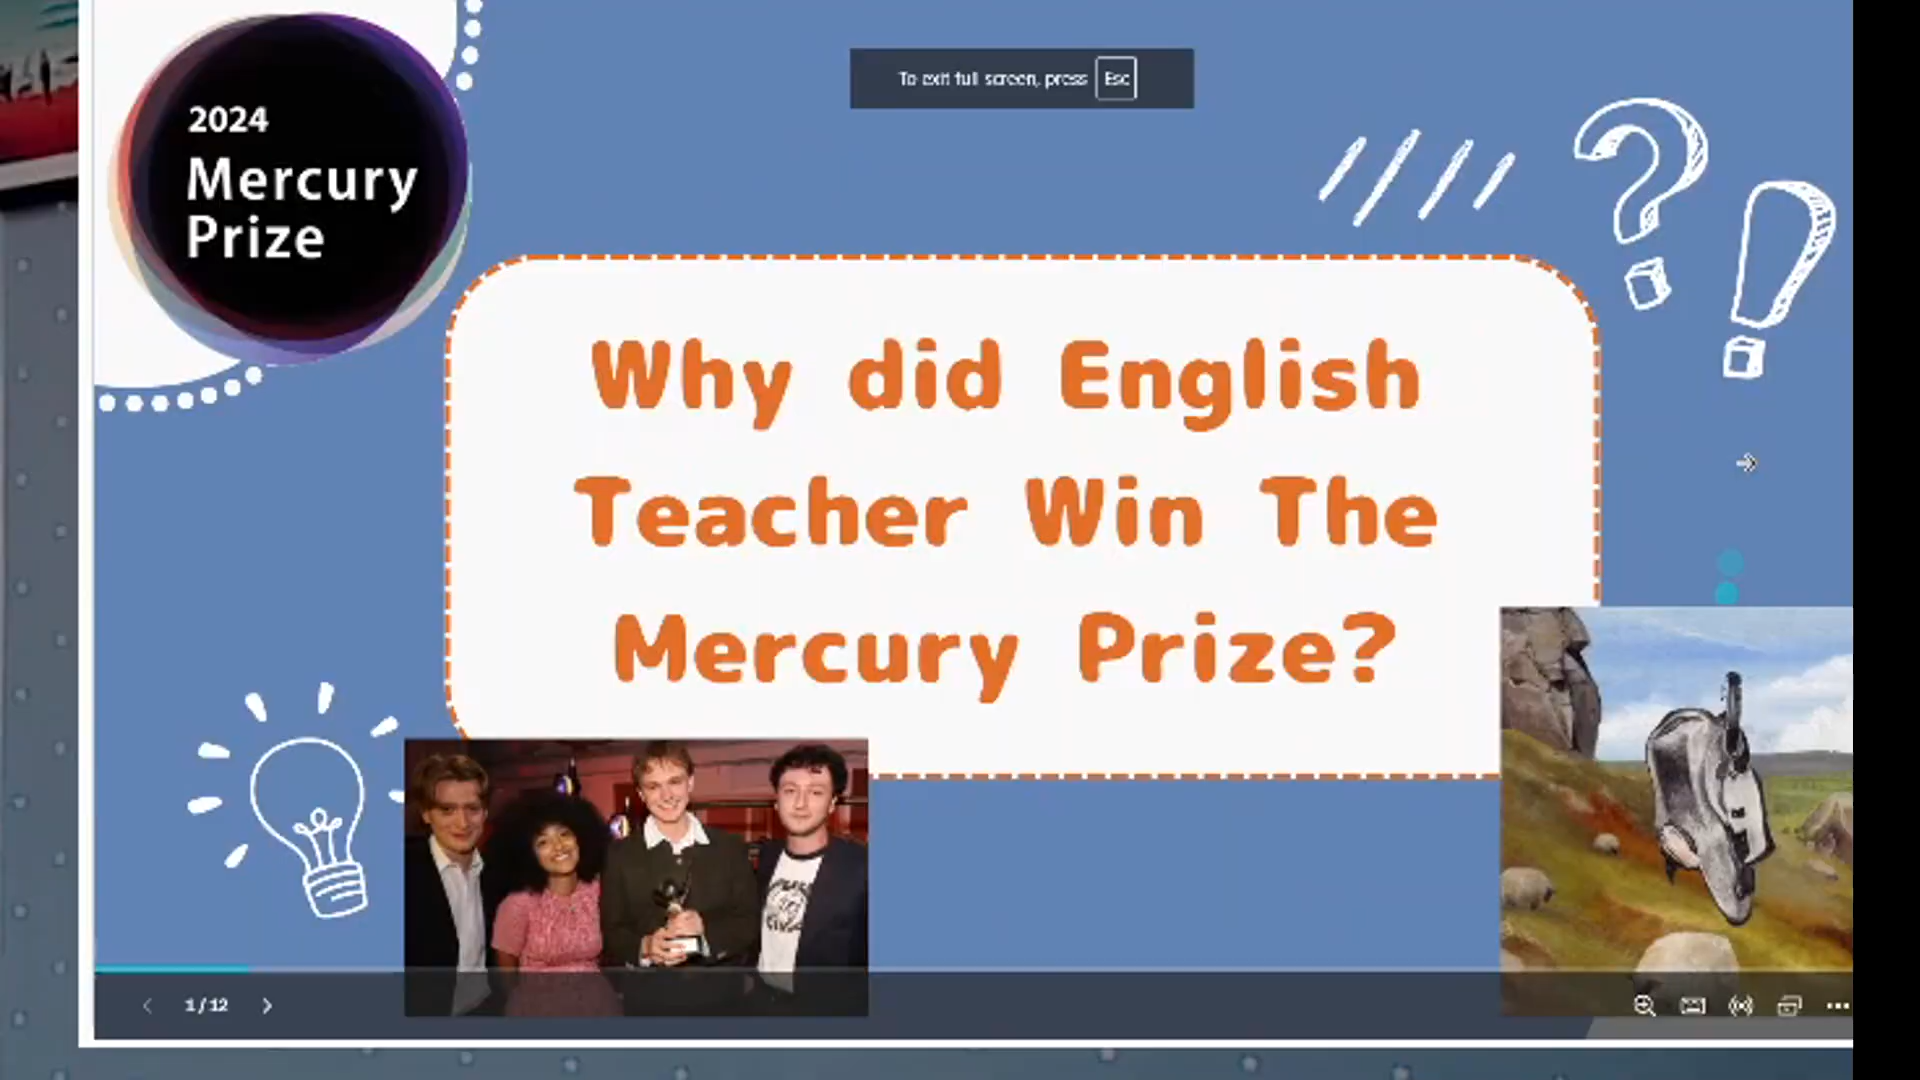 2024
Mercury
Prize
To exit full screen, press Esc
Why did English
Teacher Win The
Mercury Prize?
1/12